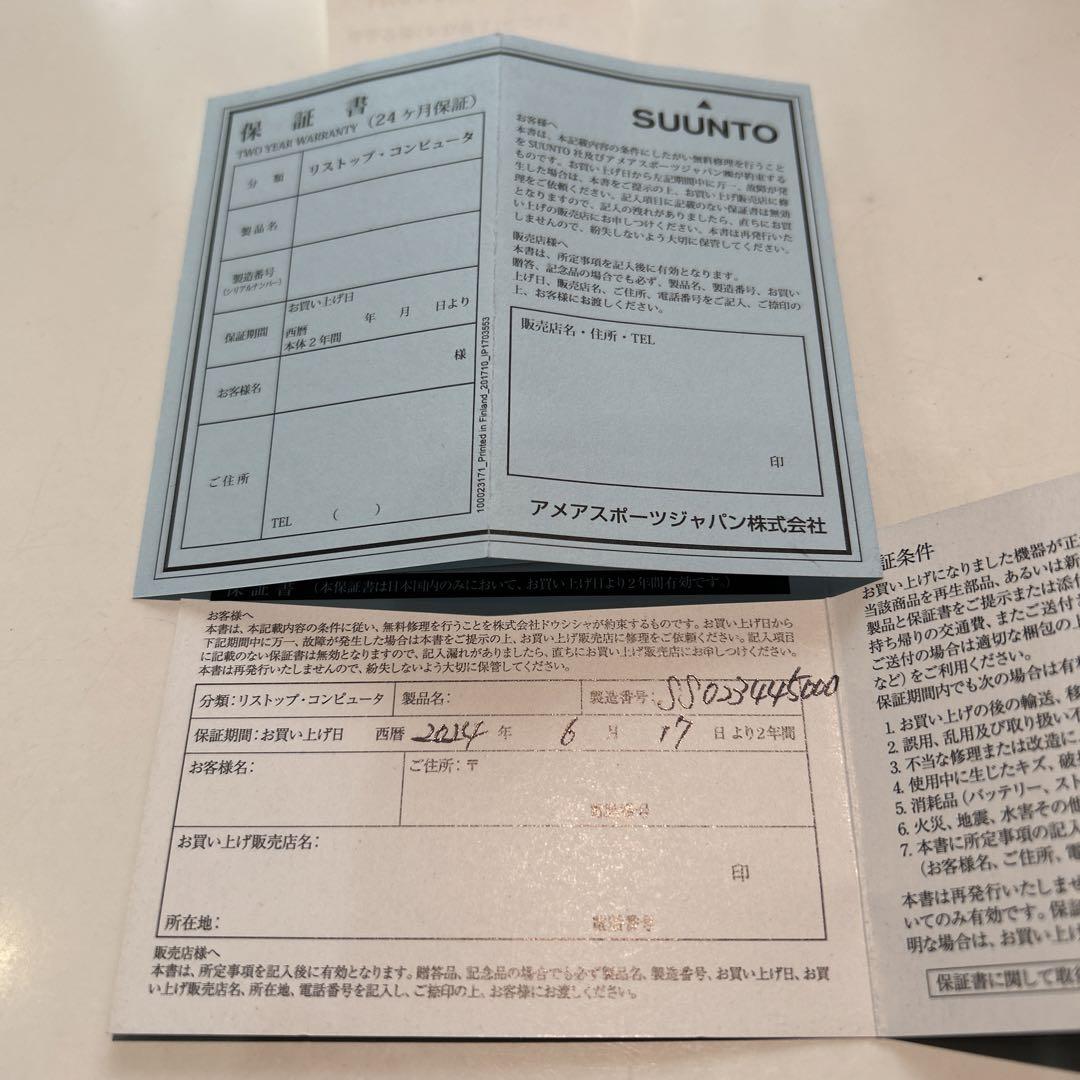 保証書（24ヶ月保証）
TWO YEAR WARRANTY
分類 リストップ・コンピュータ
製品名
製造番号
（シリアルナンバー）
保証期間 お買い上げ日
西暦 年 月 日より
本体２年間
お客様名 様
ご住所
TEL （ ）
100023171_Printed in Finland_201710_IP1703553
SUUNTO
お客様へ
本書は、本記載内容の条件にしたがい無料修理を行うこと
をSUUNTO社及びアメアスポーツジャパン㈱が約束する
ものです。お買い上げ日から左記期間中に万一、故障が発
生した場合は、本書をご提示の上、お買い上げ販売店に修
理をご依頼ください。記入項目に記載のない保証書は無効
となりますので、記入の洩れがありましたら、直ちにお買
い上げの販売店にお申しつけください。本書は再発行いた
しませんので、紛失しないよう大切に保管してください。
販売店様へ
本書は、所定事項を記入後に有効となります。
贈答、記念品の場合でも必ず、製品名、製造番号、お買い
上げ日、販売店名、ご住所、電話番号をご記入、ご捺印の
上、お客様にお渡しください。
販売店名・住所・TEL
印
アメアスポーツジャパン株式会社
保証書（本保証書は日本国内のみにおいて、お買い上げ日より２年間有効です。）
お客様へ
本書は、本記載内容の条件に従い、無料修理を行うことを株式会社ドウシシャが約束するものです。お買い上げ日から
下記期間中に万一、故障が発生した場合は本書をご提示の上、お買い上げ販売店に修理をご依頼ください。記入項目
に記載のない保証書は無効となりますので、記入漏れがありましたら、直ちにお買い上げ販売店にお申しつけください。
本書は再発行いたしませんので、紛失しないよう大切に保管してください。
分類：リストップ・コンピュータ 製品名： 製造番号：SS023445000
保証期間：お買い上げ日 西暦 2024 年 6 月 17 日より２年間
お客様名： ご住所：〒
電話番号
お買い上げ販売店名：
印
所在地： 電話番号
販売店様へ
本書は、所定事項を記入後に有効となります。贈答品、記念品の場合でも必ず製品名、製造番号、お買い上げ日、お買
い上げ販売店名、所在地、電話番号を記入し、ご捺印の上、お客様にお渡しください。
証条件
お買い上げになりました機器が正
当該商品を再生部品、あるいは新
製品と保証書をご提示または添付
持ち帰りの交通費、またご送付
ご送付の場合は適切な梱包の上
など）をご利用ください。
保証期間内でも次の場合は有料
1. お買い上げの後の輸送、移
2. 誤用、乱用及び取り扱い不
3. 不当な修理または改造に
4. 使用中に生じたキズ、破
5. 消耗品（バッテリー、スト
6. 火災、地震、水害その他
7. 本書に所定事項の記入
（お客様名、ご住所、電
本書は再発行いたしませ
いてのみ有効です。保証
明な場合は、お買い上げ
保証書に関して取得